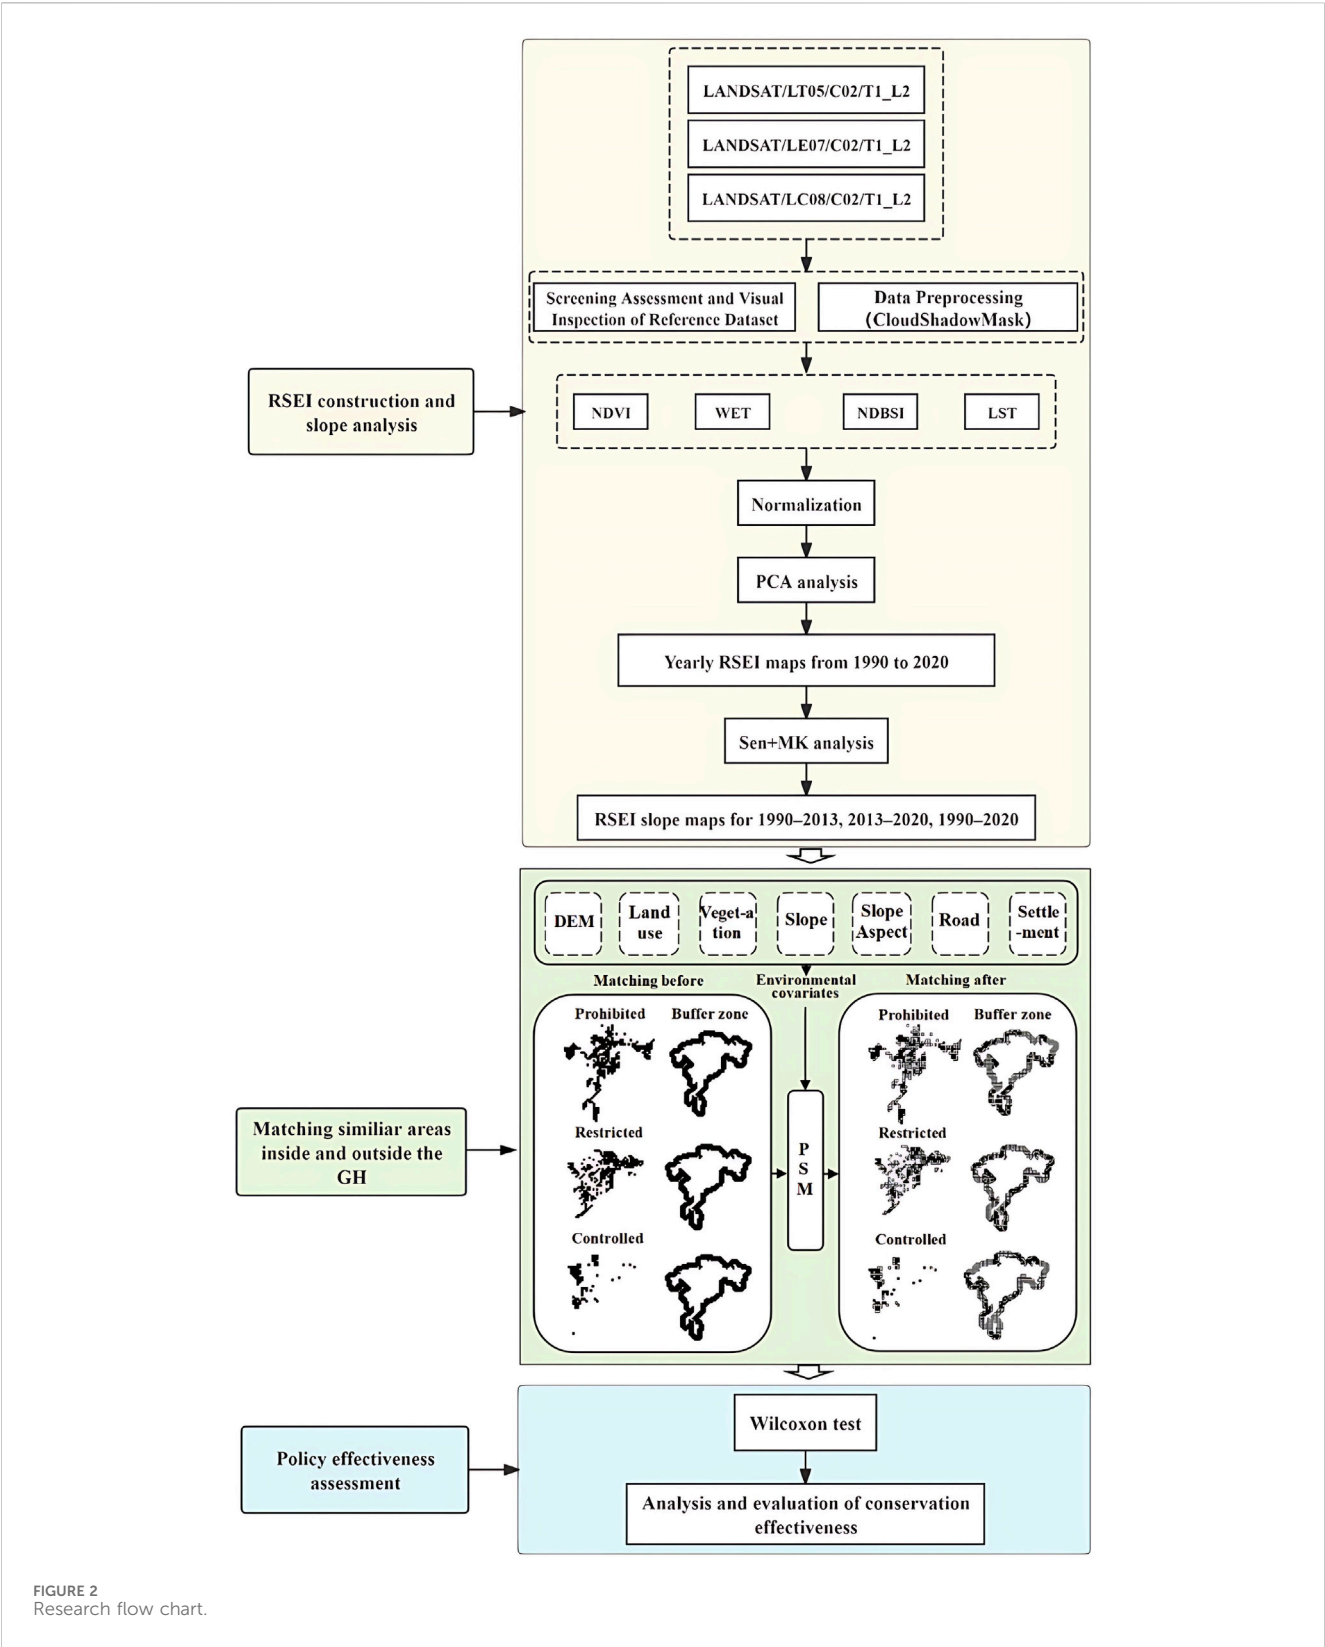 LANDSAT/LT05/C02/T1_L2
LANDSAT/LE07/C02/T1_L2
LANDSAT/LC08/C02/T1_L2
Screening Assessment and Visual
Inspection of Reference Dataset
Data Preprocessing
(CloudShadowMask)
RSEI construction and
slope analysis
NDVI
WET
NDBSI
LST
Normalization
PCA analysis
Yearly RSEI maps from 1990 to 2020
Sen+MK analysis
RSEI slope maps for 1990–2013, 2013–2020, 1990–2020
DEM
Land
use
Veget-a
tion
Slope
Slope
Aspect
Road
Settle
-ment
Matching before
Environmental
covariates
Matching after
Prohibited
Buffer zone
Prohibited
Buffer zone
Restricted
Restricted
Controlled
Controlled
P
S
M
Matching similiar areas
inside and outside the
GH
Wilcoxon test
Policy effectiveness
assessment
Analysis and evaluation of conservation
effectiveness
FIGURE 2
Research flow chart.